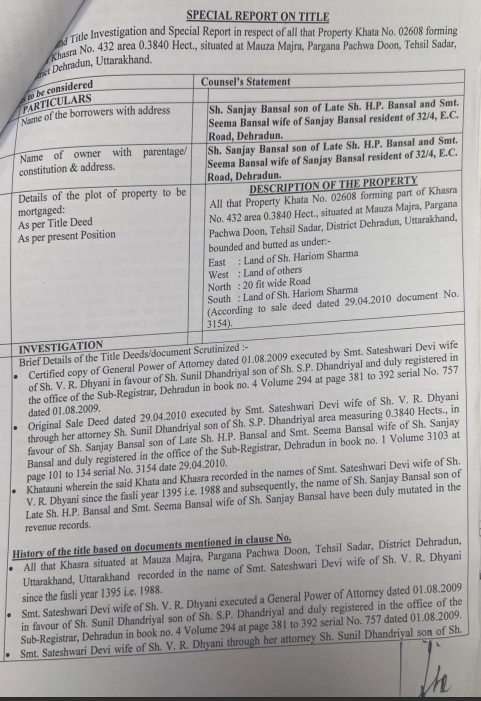 SPECIAL REPORT ON TITLE
Title Investigation and Special Report in respect of all that Property Khata No. 02608 forming
Khasra No. 432 area 0.3840 Hect., situated at Mauza Majra, Pargana Pachwa Doon, Tehsil Sadar,
Dehradun, Uttarakhand.
to be considered
Counsel's Statement
PARTICULARS
Name of the borrowers with address
Sh. Sanjay Bansal son of Late Sh. H.P. Bansal and Smt.
Seema Bansal wife of Sanjay Bansal resident of 32/4, E.C.
Road, Dehradun.
Name of owner with parentage/
constitution & address.
Sh. Sanjay Bansal son of Late Sh. H.P. Bansal and Smt.
Seema Bansal wife of Sanjay Bansal resident of 32/4, E.C.
Road, Dehradun.
Details of the plot of property to be
mortgaged:
As per Title Deed
As per present Position
DESCRIPTION OF THE PROPERTY
All that Property Khata No. 02608 forming part of Khasra
No. 432 area 0.3840 Hect., situated at Mauza Majra, Pargana
Pachwa Doon, Tehsil Sadar, District Dehradun, Uttarakhand,
bounded and butted as under:-
East : Land of Sh. Hariom Sharma
West : Land of others
North : 20 fit wide Road
South : Land of Sh. Hariom Sharma
(According to sale deed dated 29.04.2010 document No.
3154).
INVESTIGATION
Brief Details of the Title Deeds/document Scrutinized :-
• Certified copy of General Power of Attorney dated 01.08.2009 executed by Smt. Sateshwari Devi wife
of Sh. V. R. Dhyani in favour of Sh. Sunil Dhandriyal son of Sh. S.P. Dhandriyal and duly registered in
the office of the Sub-Registrar, Dehradun in book no. 4 Volume 294 at page 381 to 392 serial No. 757
dated 01.08.2009.
• Original Sale Deed dated 29.04.2010 executed by Smt. Sateshwari Devi wife of Sh. V. R. Dhyani
through her attorney Sh. Sunil Dhandriyal son of Sh. S.P. Dhandriyal area measuring 0.3840 Hects., in
favour of Sh. Sanjay Bansal son of Late Sh. H.P. Bansal and Smt. Seema Bansal wife of Sh. Sanjay
Bansal and duly registered in the office of the Sub-Registrar, Dehradun in book no. 1 Volume 3103 at
page 101 to 134 serial No. 3154 date 29.04.2010.
• Khatauni wherein the said Khata and Khasra recorded in the names of Smt. Sateshwari Devi wife of Sh.
V. R. Dhyani since the fasli year 1395 i.e. 1988 and subsequently, the name of Sh. Sanjay Bansal son of
Late Sh. H.P. Bansal and Smt. Seema Bansal wife of Sh. Sanjay Bansal have been duly mutated in the
revenue records.
History of the title based on documents mentioned in clause No.
• All that Khasra situated at Mauza Majra, Pargana Pachwa Doon, Tehsil Sadar, District Dehradun,
Uttarakhand, Uttarakhand recorded in the name of Smt. Sateshwari Devi wife of Sh. V. R. Dhyani
since the fasli year 1395 i.e. 1988.
• Smt. Sateshwari Devi wife of Sh. V. R. Dhyani executed a General Power of Attorney dated 01.08.2009
in favour of Sh. Sunil Dhandriyal son of Sh. S.P. Dhandriyal and duly registered in the office of the
Sub-Registrar, Dehradun in book no. 4 Volume 294 at page 381 to 392 serial No. 757 dated 01.08.2009.
• Smt. Sateshwari Devi wife of Sh. V. R. Dhyani through her attorney Sh. Sunil Dhandriyal son of Sh.